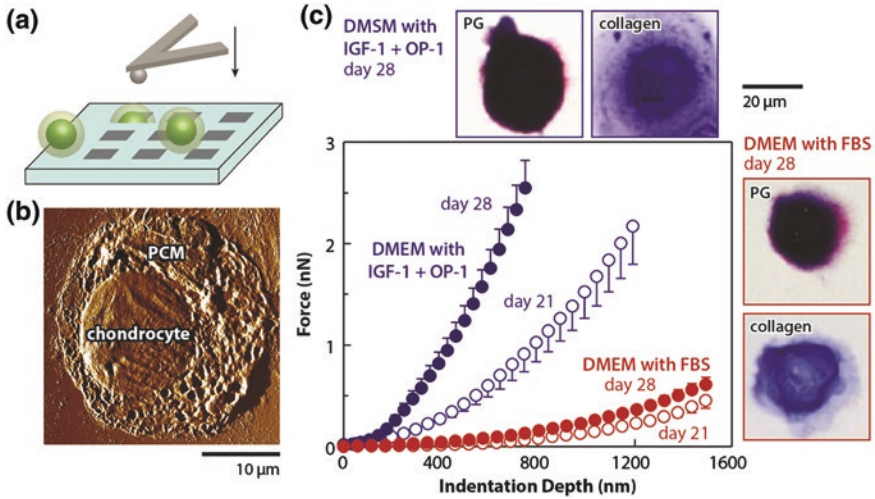 (a)
(b)
PCM
chondrocyte
10 μm
(c)
DMSM with
IGF-1 + OP-1
day 28
PG
collagen
20 μm
DMEM with FBS
day 28
PG
collagen
3
2
1
0
Force (nN)
day 28
DMEM with
IGF-1 + OP-1
day 21
DMEM with FBS
day 28
day 21
0
400
800
1200
1600
Indentation Depth (nm)